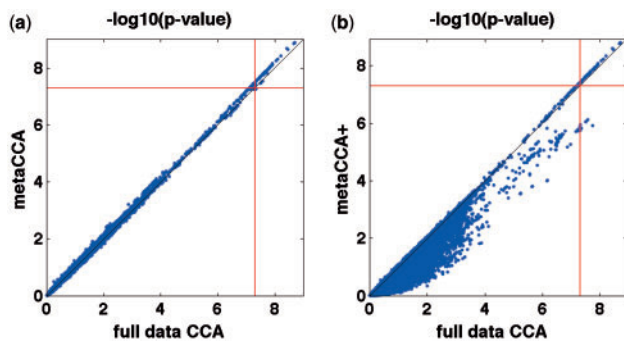 (a) -log10(p-value)
metaCCA
8
6
4
2
0
0 2 4 6 8
full data CCA
(b) -log10(p-value)
metaCCA+
8
6
4
2
0
0 2 4 6 8
full data CCA